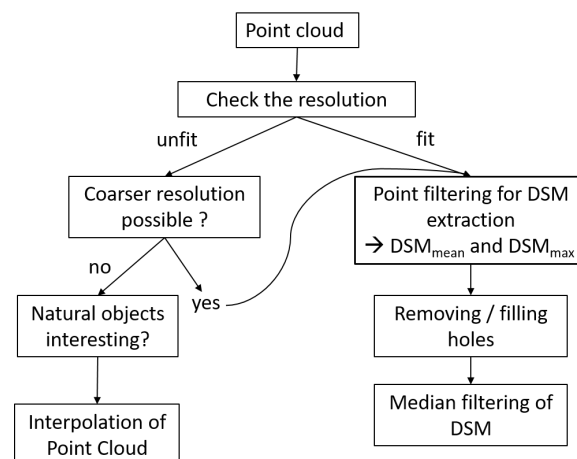 Point cloud
Check the resolution
unfit
fit
Coarser resolution
possible ?
Point filtering for DSM
extraction
→ DSMmean and DSMmax
no
yes
Natural objects
interesting?
Removing / filling
holes
Interpolation of
Point Cloud
Median filtering of
DSM